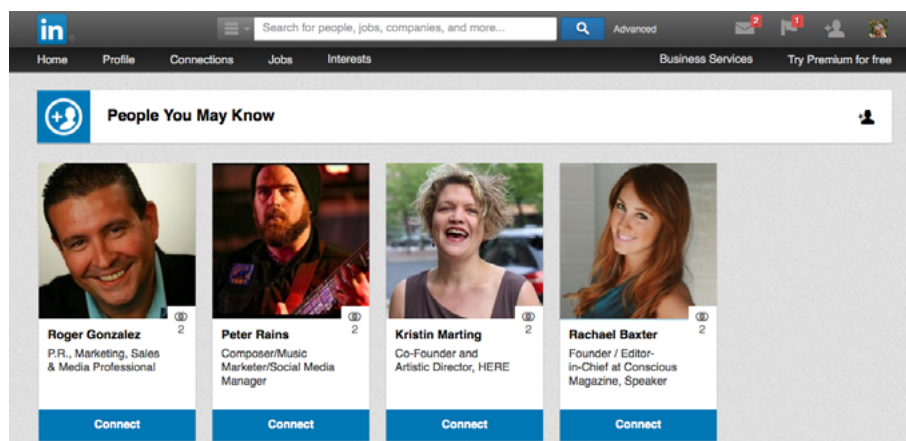 in
Search for people, jobs, companies, and more...
Advanced
2
1
Home Profile Connections Jobs Interests Business Services Try Premium for free
People You May Know
2
2
2
2
Roger Gonzalez
P.R., Marketing, Sales
& Media Professional
Connect
Peter Rains
Composer/Music
Marketer/Social Media
Manager
Connect
Kristin Marting
Co-Founder and
Artistic Director, HERE
Connect
Rachael Baxter
Founder / Editor-
in-Chief at Conscious
Magazine, Speaker
Connect